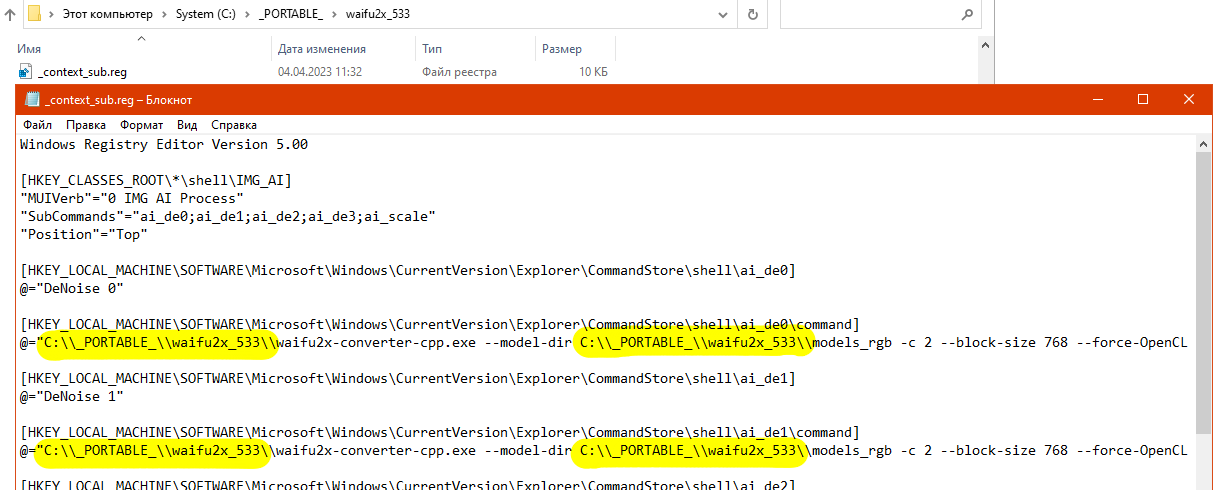 Этот компьютер > System (C:) > _PORTABLE_ > waifu2x_533
Имя Дата изменения Тип Размер
_context_sub.reg 04.04.2023 11:32 Файл реестра 10 КБ
_context_sub.reg – Блокнот
Файл Правка Формат Вид Справка
Windows Registry Editor Version 5.00
[HKEY_CLASSES_ROOT\*\shell\IMG_AI]
"MUIVerb"="0 IMG AI Process"
"SubCommands"="ai_de0;ai_de1;ai_de2;ai_de3;ai_scale"
"Position"="Top"
[HKEY_LOCAL_MACHINE\SOFTWARE\Microsoft\Windows\CurrentVersion\Explorer\CommandStore\shell\ai_de0]
@="DeNoise 0"
[HKEY_LOCAL_MACHINE\SOFTWARE\Microsoft\Windows\CurrentVersion\Explorer\CommandStore\shell\ai_de0\command]
@="C:\\_PORTABLE_\\waifu2x_533\\waifu2x-converter-cpp.exe --model-dir C:\\_PORTABLE_\\waifu2x_533\\models_rgb -c 2 --block-size 768 --force-OpenCL
[HKEY_LOCAL_MACHINE\SOFTWARE\Microsoft\Windows\CurrentVersion\Explorer\CommandStore\shell\ai_de1]
@="DeNoise 1"
[HKEY_LOCAL_MACHINE\SOFTWARE\Microsoft\Windows\CurrentVersion\Explorer\CommandStore\shell\ai_de1\command]
@="C:\\_PORTABLE_\\waifu2x_533\\waifu2x-converter-cpp.exe --model-dir C:\\_PORTABLE_\\waifu2x_533\\models_rgb -c 2 --block-size 768 --force-OpenCL
[HKEY_LOCAL_MACHINE\SOFTWARE\Microsoft\Windows\CurrentVersion\Explorer\CommandStore\shell\ai_de2]